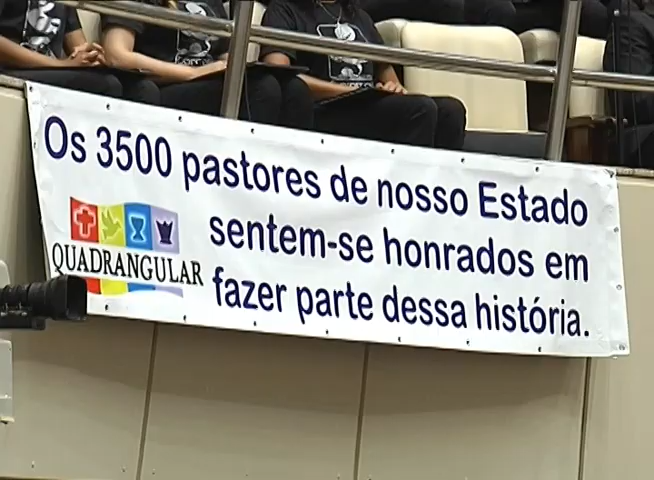 Os 3500 pastores de nosso Estado
sentem-se honrados em
fazer parte dessa história.
QUADRANGULAR